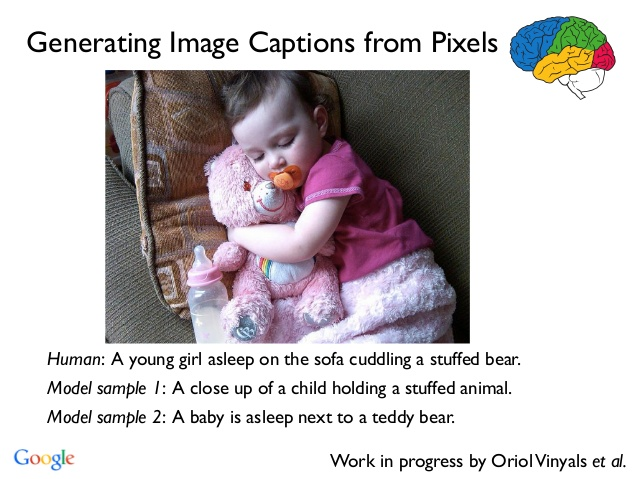 Generating Image Captions from Pixels
Human: A young girl asleep on the sofa cuddling a stuffed bear.
Model sample 1: A close up of a child holding a stuffed animal.
Model sample 2: A baby is asleep next to a teddy bear.
Google
Work in progress by Oriol Vinyals et al.